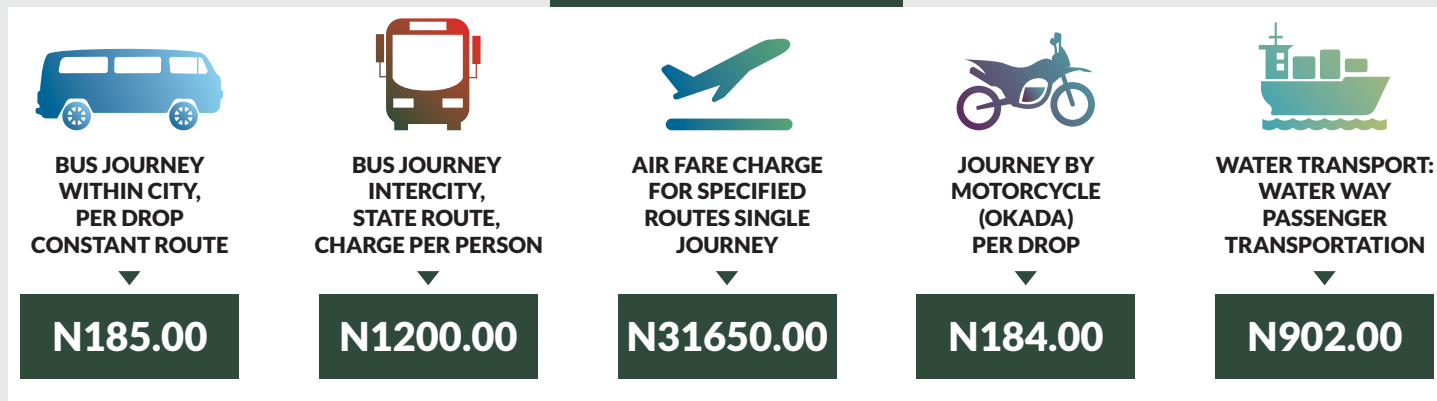 BUS JOURNEY
WITHIN CITY,
PER DROP
CONSTANT ROUTE
N185.00
BUS JOURNEY
INTERCITY,
STATE ROUTE,
CHARGE PER PERSON
N1200.00
AIR FARE CHARGE
FOR SPECIFIED
ROUTES SINGLE
JOURNEY
N31650.00
JOURNEY BY
MOTORCYCLE
(OKADA)
PER DROP
N184.00
WATER TRANSPORT:
WATER WAY
PASSENGER
TRANSPORTATION
N902.00